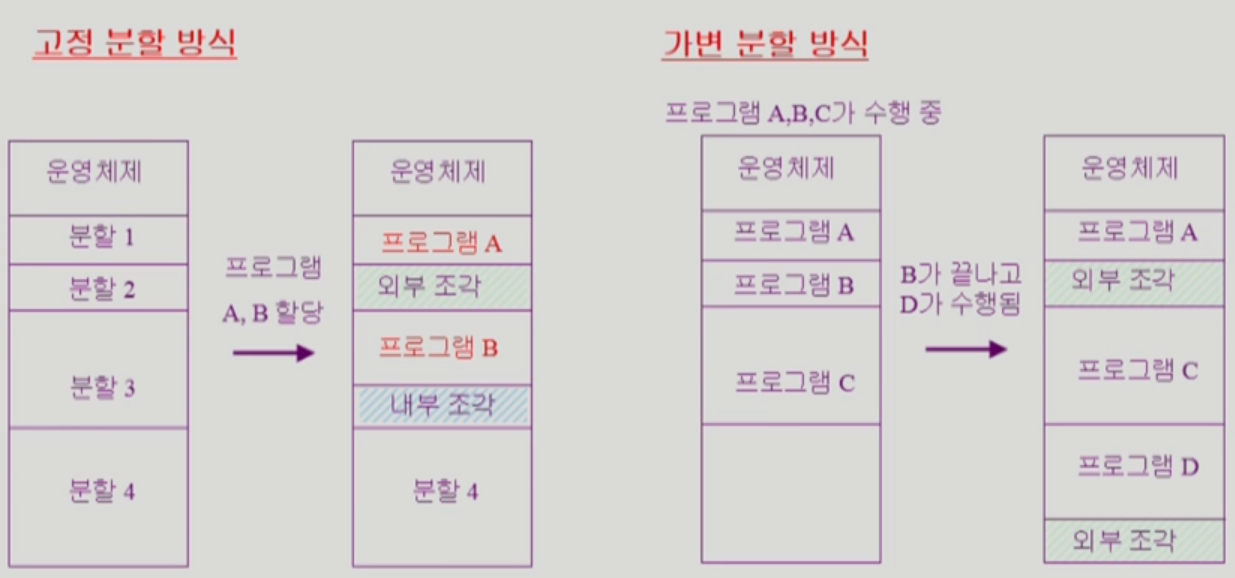 고정 분할 방식
운영체제
분할 1
분할 2
분할 3
분할 4
프로그램
A, B 할당
운영체제
프로그램 A
외부 조각
프로그램 B
내부 조각
분할 4
가변 분할 방식
프로그램 A,B,C가 수행 중
운영체제
프로그램 A
프로그램 B
프로그램 C
B가 끝나고
D가 수행됨
운영체제
프로그램 A
외부 조각
프로그램 C
프로그램 D
외부 조각